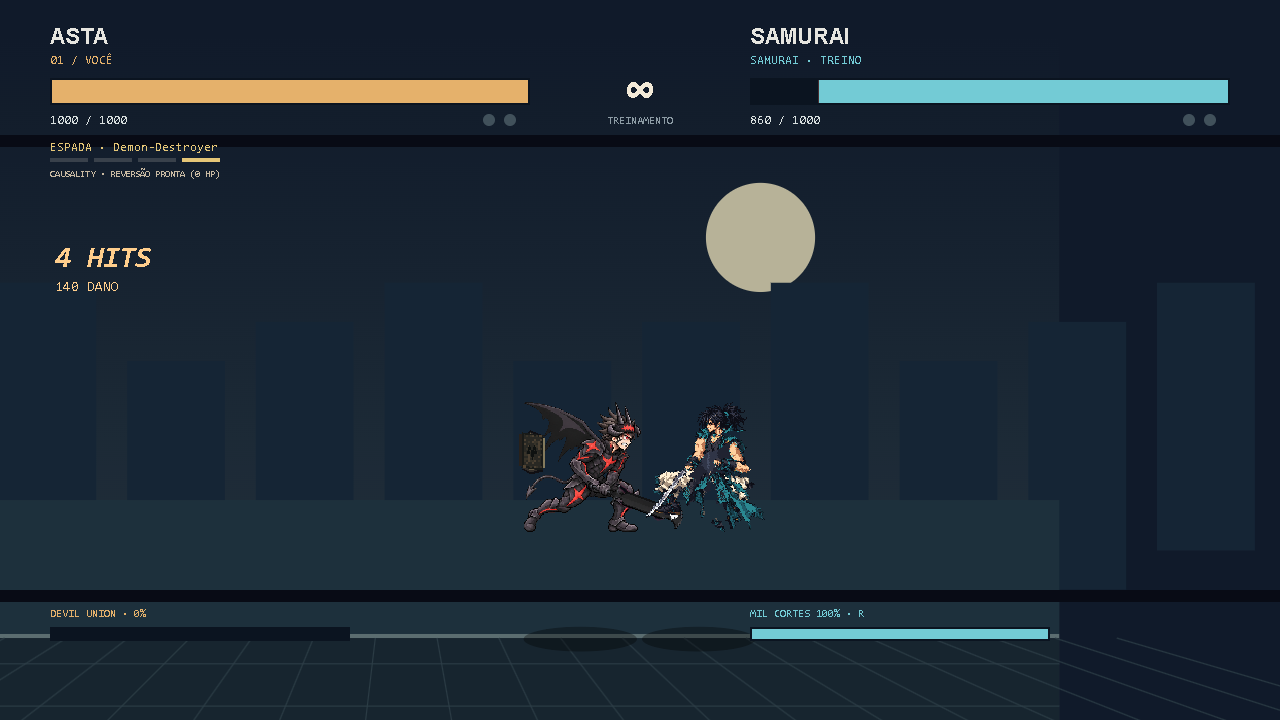 ASTA
01 / VOCÊ
1000 / 1000
∞
TREINAMENTO
SAMURAI
SAMURAI · TREINO
860 / 1000
ESPADA · Demon-Destroyer
CAUSALITY · REVERSÃO PRONTA (0 HP)
4 HITS
140 DANO
DEVIL UNION · 0%
MIL CORTES 100% · R